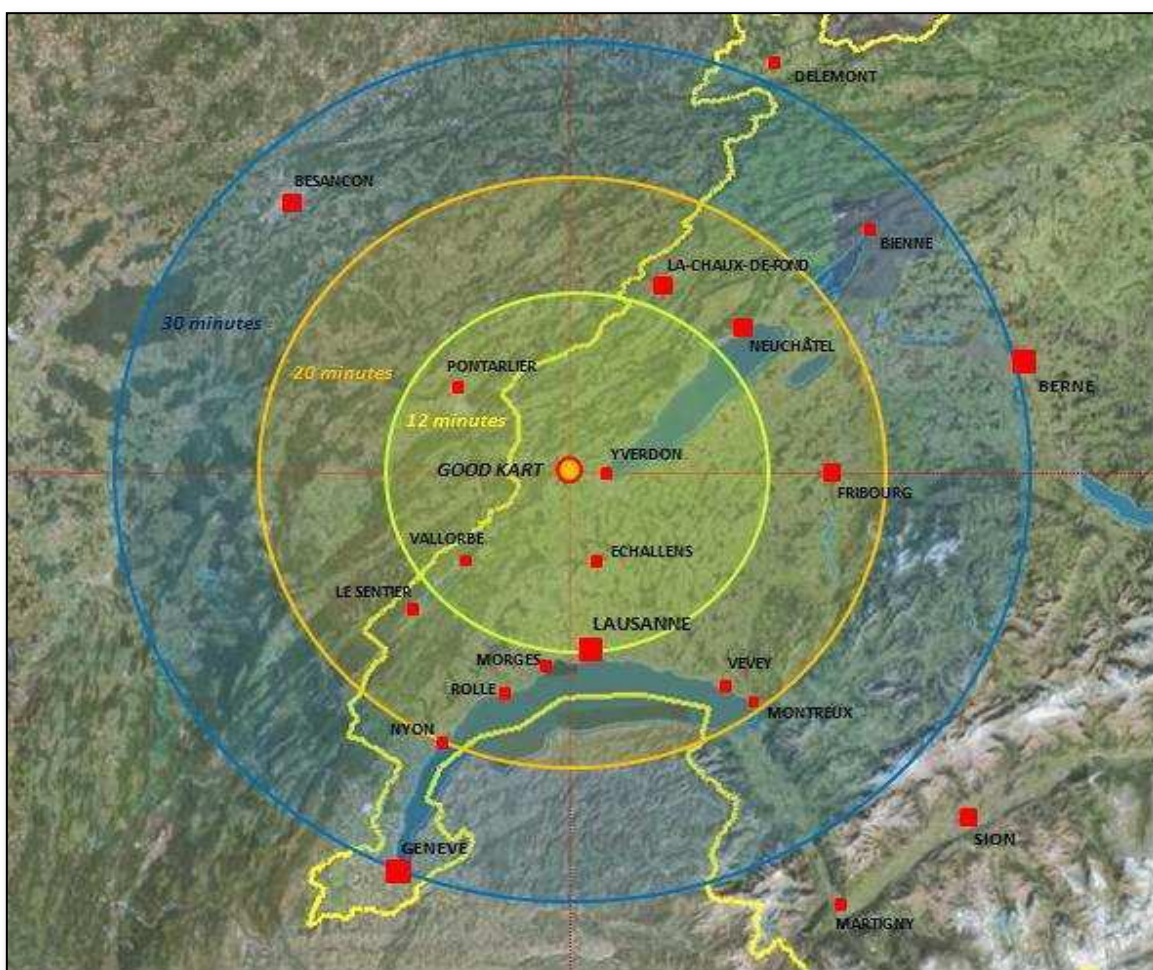 DELEMONT
BESANCON
BIENNE
LA-CHAUX-DE-FOND
30 minutes
NEUCHÂTEL
PONTARLIER
20 minutes
BERNE
12 minutes
YVERDON
GOOD KART
FRIBOURG
VALLORBE
ECHALLENS
LE SENTIER
LAUSANNE
MORGES
VEVEY
ROLLE
MONTREUX
NYON
GENEVE
SION
MARTIGNY